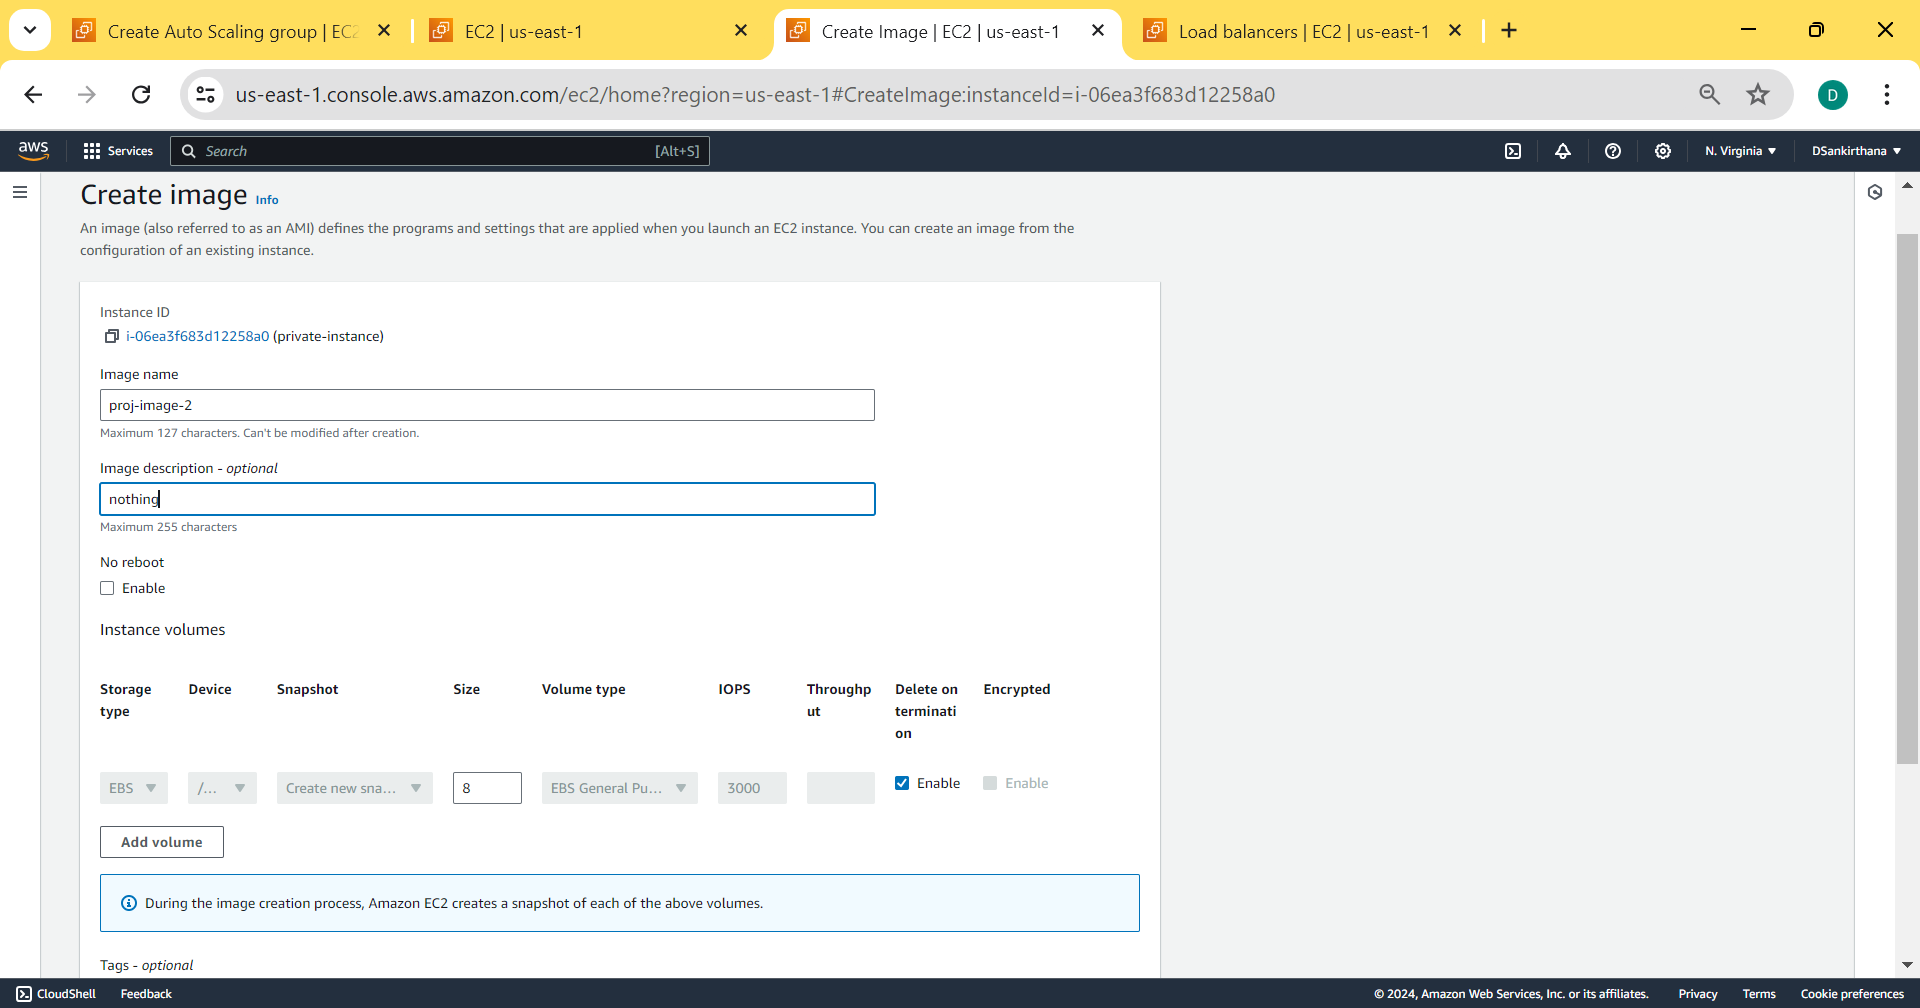 Create Auto Scaling group | EC2
EC2 | us-east-1
Create Image | EC2 | us-east-1
Load balancers | EC2 | us-east-1
us-east-1.console.aws.amazon.com/ec2/home?region=us-east-1#CreateImage:instanceId=i-06ea3f683d12258a0
D
aws
Services
Search
[Alt+S]
N. Virginia
DSankirthana
Create image Info
An image (also referred to as an AMI) defines the programs and settings that are applied when you launch an EC2 instance. You can create an image from the
configuration of an existing instance.
Instance ID
i-06ea3f683d12258a0 (private-instance)
Image name
proj-image-2
Maximum 127 characters. Can't be modified after creation.
Image description - optional
nothing
Maximum 255 characters
No reboot
Enable
Instance volumes
Storage type Device Snapshot Size Volume type IOPS Throughput Delete on termination Encrypted
EBS /... Create new sna... 8 EBS General Pu... 3000 Enable Enable
Add volume
During the image creation process, Amazon EC2 creates a snapshot of each of the above volumes.
Tags - optional
CloudShell Feedback © 2024, Amazon Web Services, Inc. or its affiliates. Privacy Terms Cookie preferences